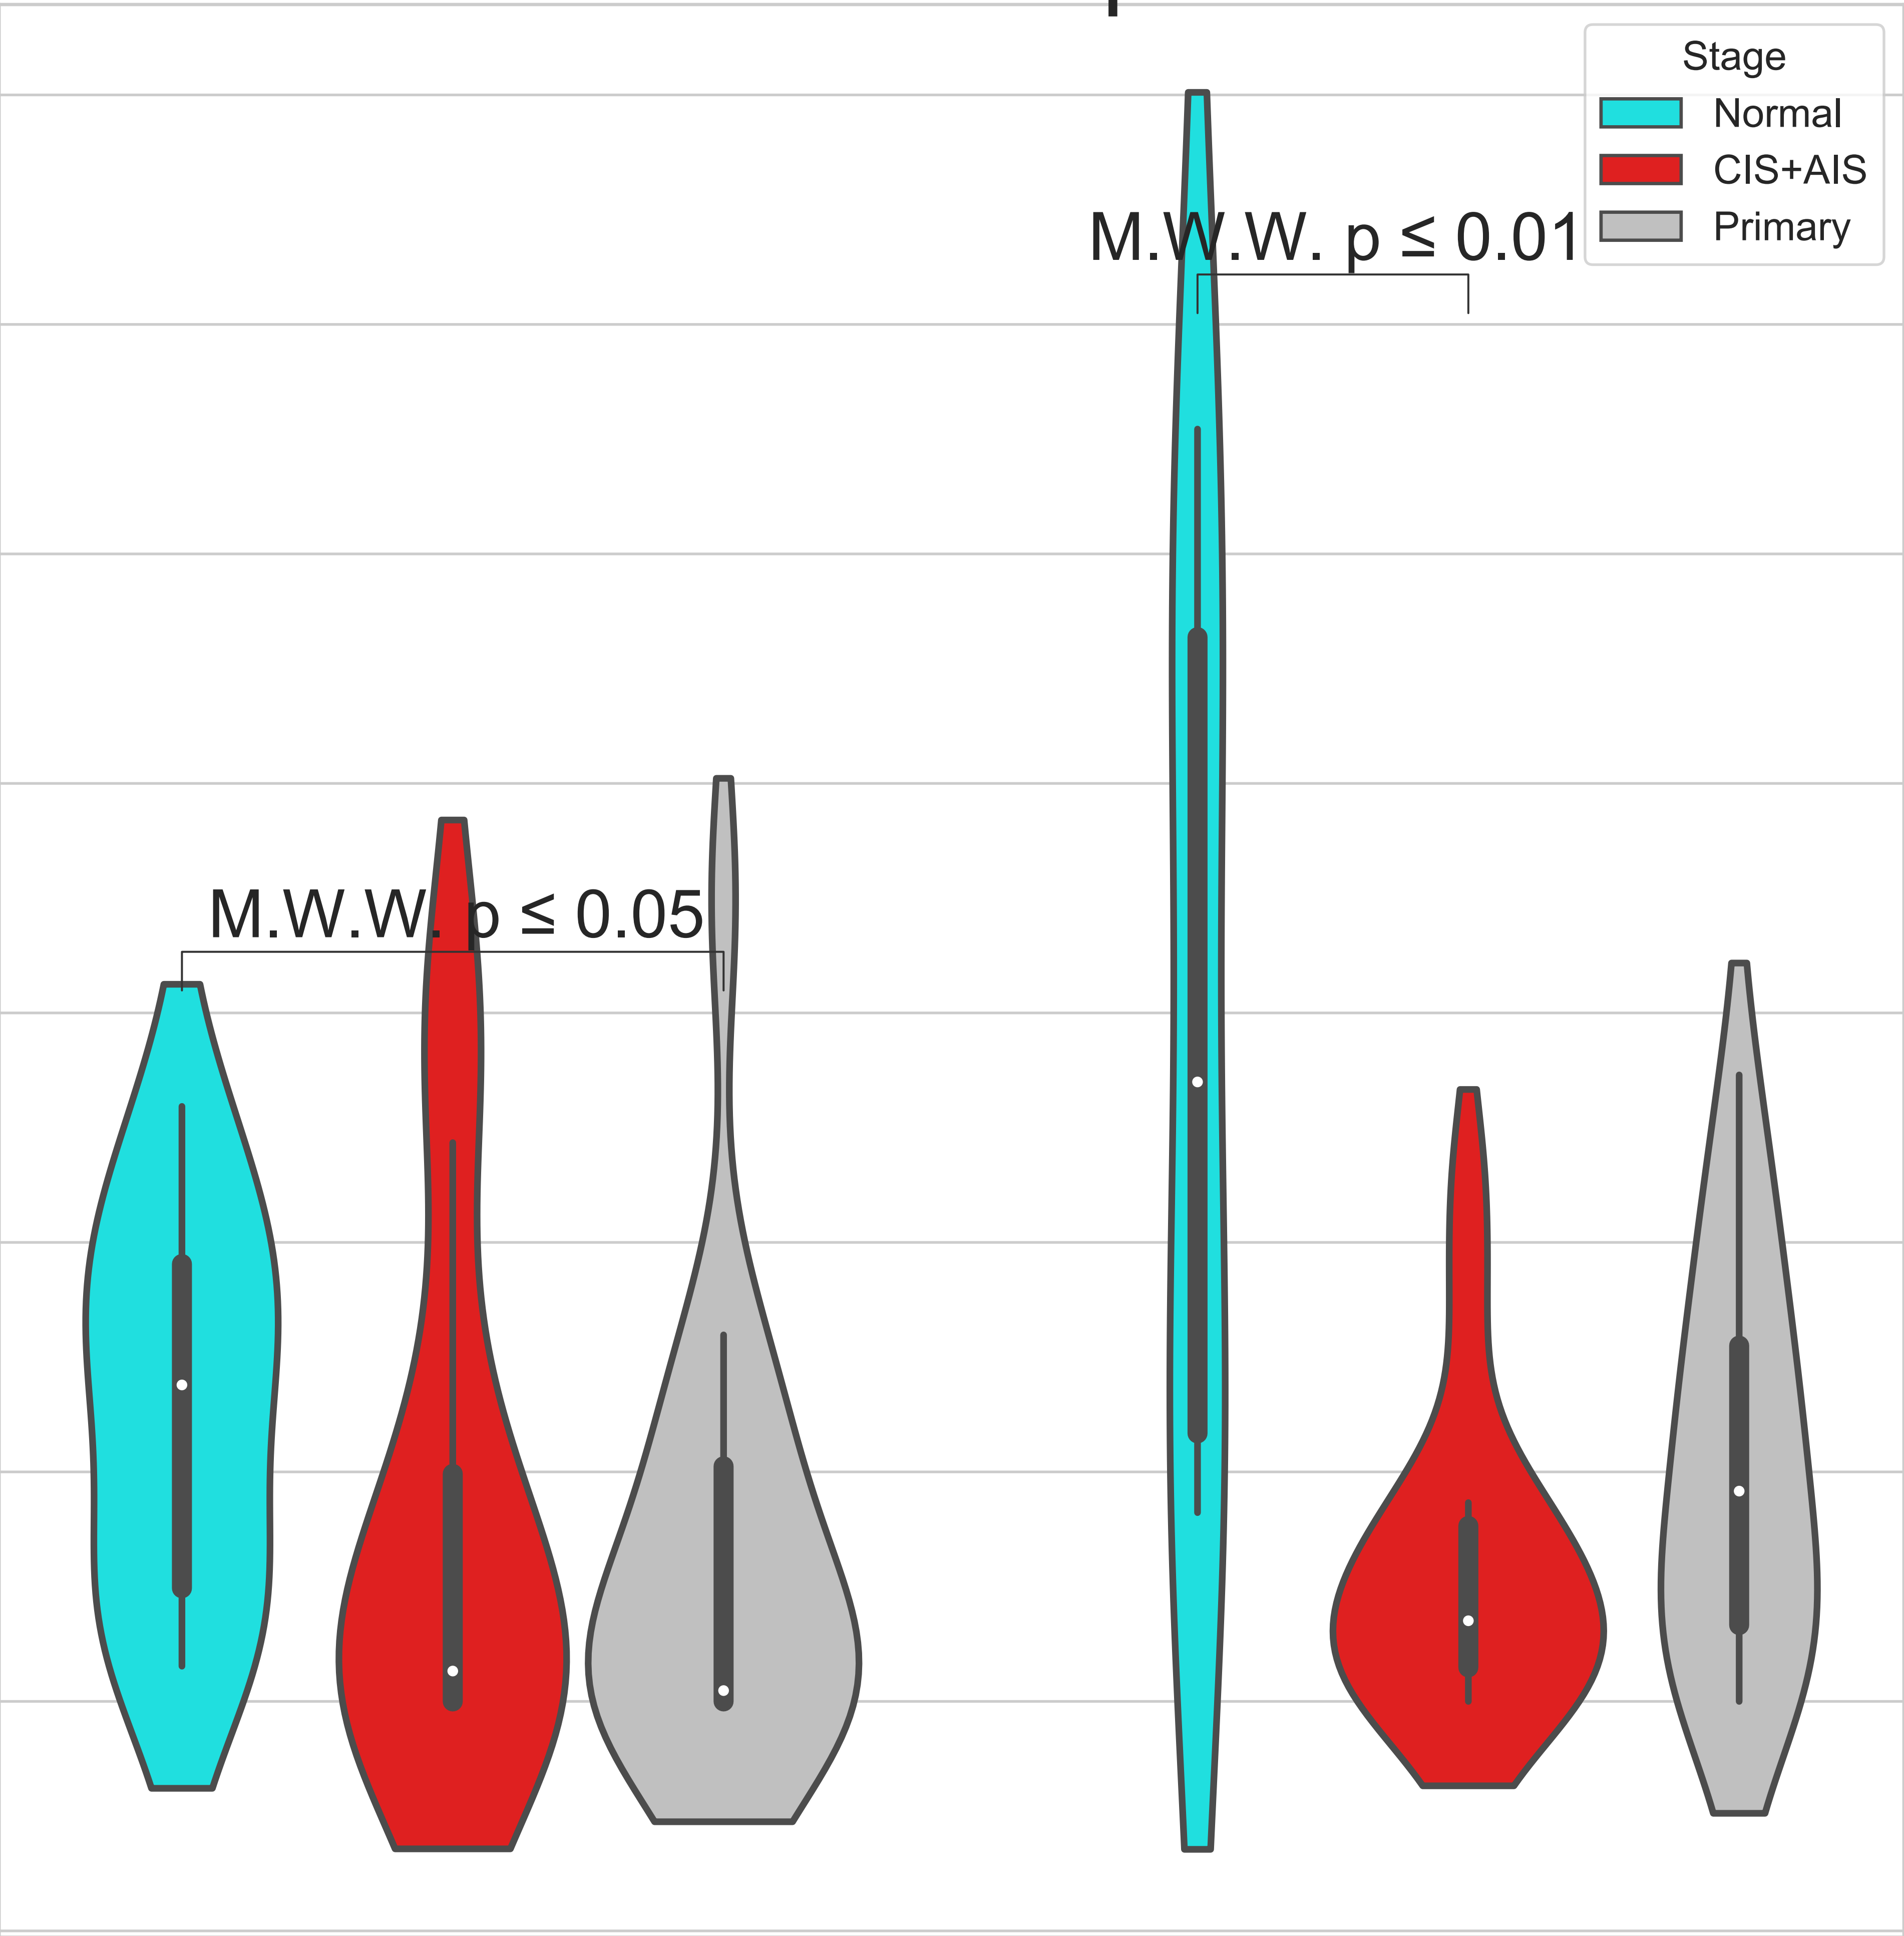 Stage
Normal
CIS+AIS
Primary
M.W.W. p ≤ 0.01
M.W.W. p ≤ 0.05